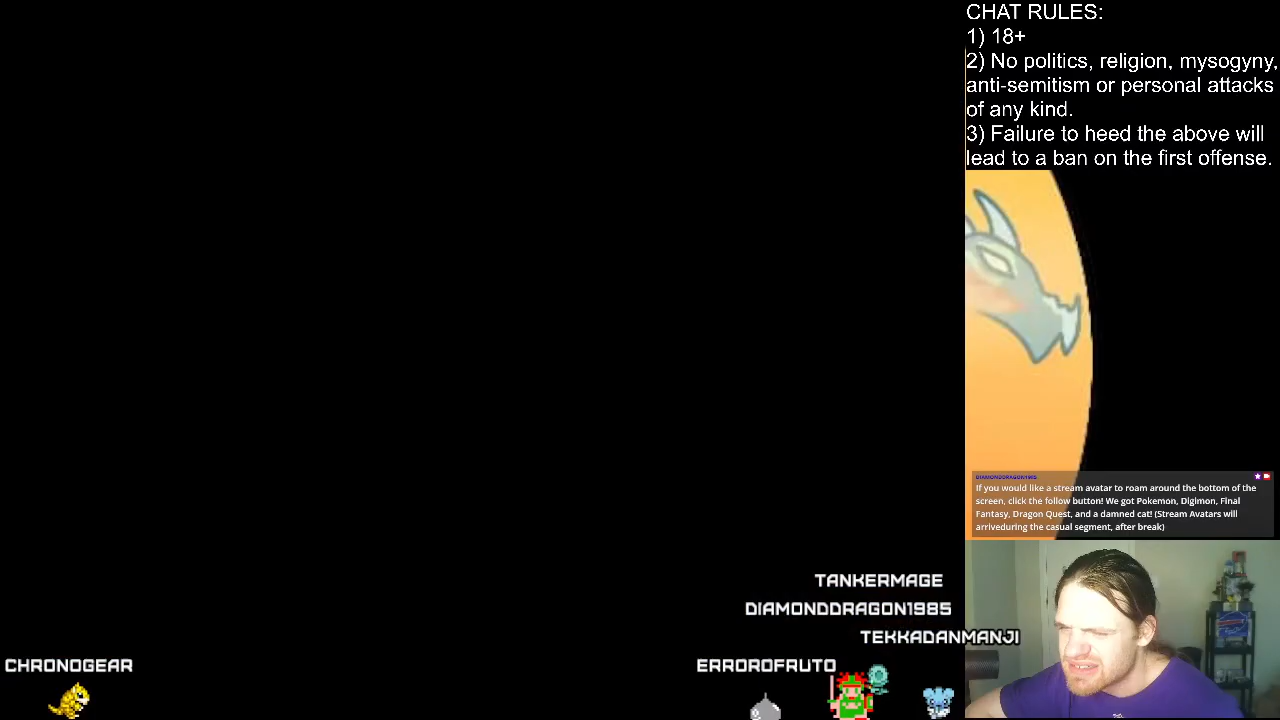 CHAT RULES:
1) 18+
2) No politics, religion, mysogyny,
anti-semitism or personal attacks
of any kind.
3) Failure to heed the above will
lead to a ban on the first offense.
DIAMONDDRAGON1985
If you would like a stream avatar to roam around the bottom of the
screen, click the follow button! We got Pokemon, Digimon, Final
Fantasy, Dragon Quest, and a damned cat! (Stream Avatars will
arriveduring the casual segment, after break)
TANKERMAGE
DIAMONDDRAGON1985
TEKKADANMANJI
CHRONOGEAR
ERROROFRUTO